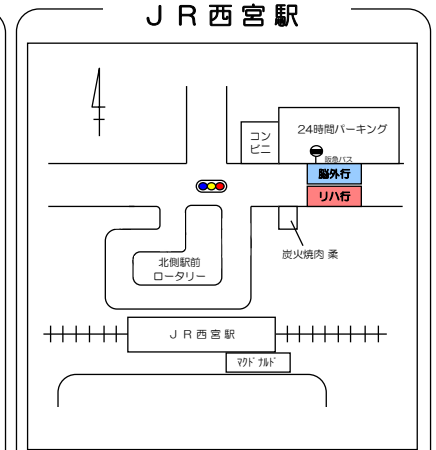 ＪＲ西宮駅
コン
ビニ
24時間パーキング
阪急バス
脳外行
リハ行
炭火焼肉 柔
北側駅前
ロータリー
ＪＲ西宮駅
ﾏｸﾄﾞﾅﾙﾄﾞ